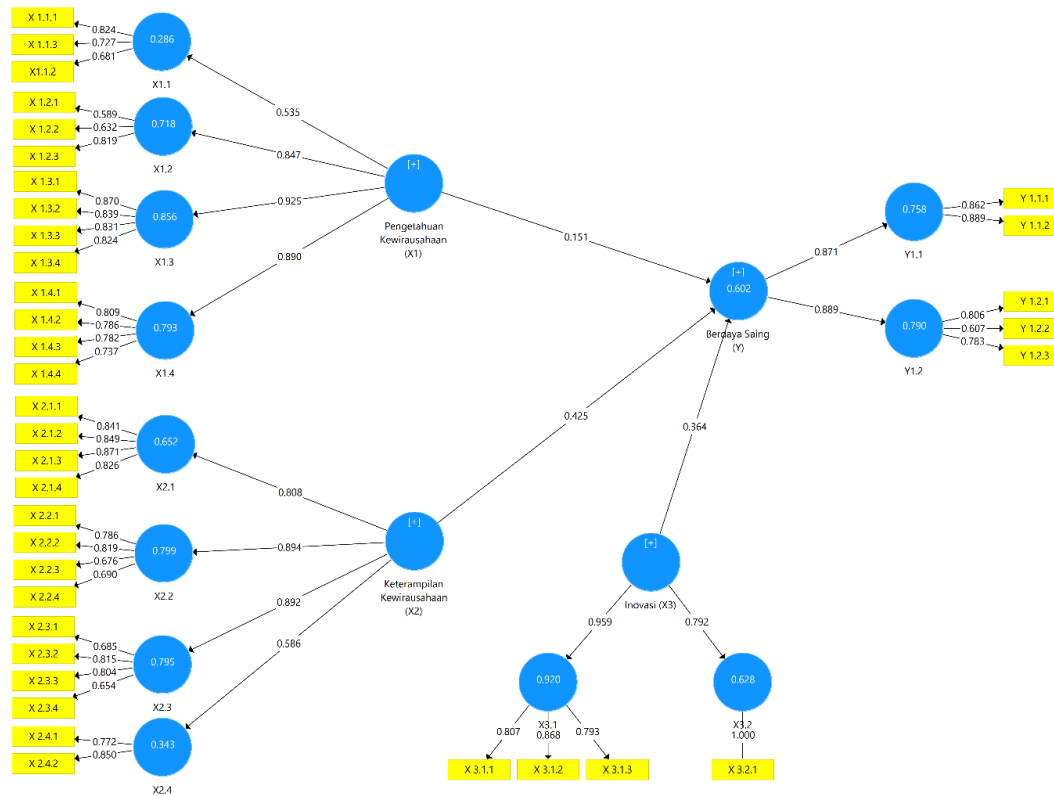 X 1.1.1
X 1.1.3
X1.1.2
0.824
0.727
0.681
0.286
X1.1
X 1.2.1
X 1.2.2
X 1.2.3
0.589
0.632
0.819
0.718
X1.2
X 1.3.1
X 1.3.2
X 1.3.3
X 1.3.4
0.870
0.839
0.831
0.824
0.856
X1.3
X 1.4.1
X 1.4.2
X 1.4.3
X 1.4.4
0.809
0.786
0.782
0.737
0.793
X1.4
0.535
0.847
0.925
0.890
[+]
Pengetahuan
Kewirausahaan
(X1)
0.151
X 2.1.1
X 2.1.2
X 2.1.3
X 2.1.4
0.841
0.849
0.871
0.826
0.652
X2.1
X 2.2.1
X 2.2.2
X 2.2.3
X 2.2.4
0.786
0.819
0.676
0.690
0.799
X2.2
X 2.3.1
X 2.3.2
X 2.3.3
X 2.3.4
0.685
0.815
0.804
0.654
0.795
X2.3
X 2.4.1
X 2.4.2
0.772
0.850
0.343
X2.4
0.808
0.894
0.892
0.586
[+]
Keterampilan
Kewirausahaan
(X2)
0.425
[+]
0.602
Berdaya Saing
(Y)
0.364
[+]
Inovasi (X3)
0.959
0.792
0.920
X3.1
0.807
0.868
0.793
X 3.1.1
X 3.1.2
X 3.1.3
0.628
X3.2
1.000
X 3.2.1
0.871
0.889
0.758
Y1.1
0.862
0.889
Y 1.1.1
Y 1.1.2
0.790
Y1.2
0.806
0.607
0.783
Y 1.2.1
Y 1.2.2
Y 1.2.3